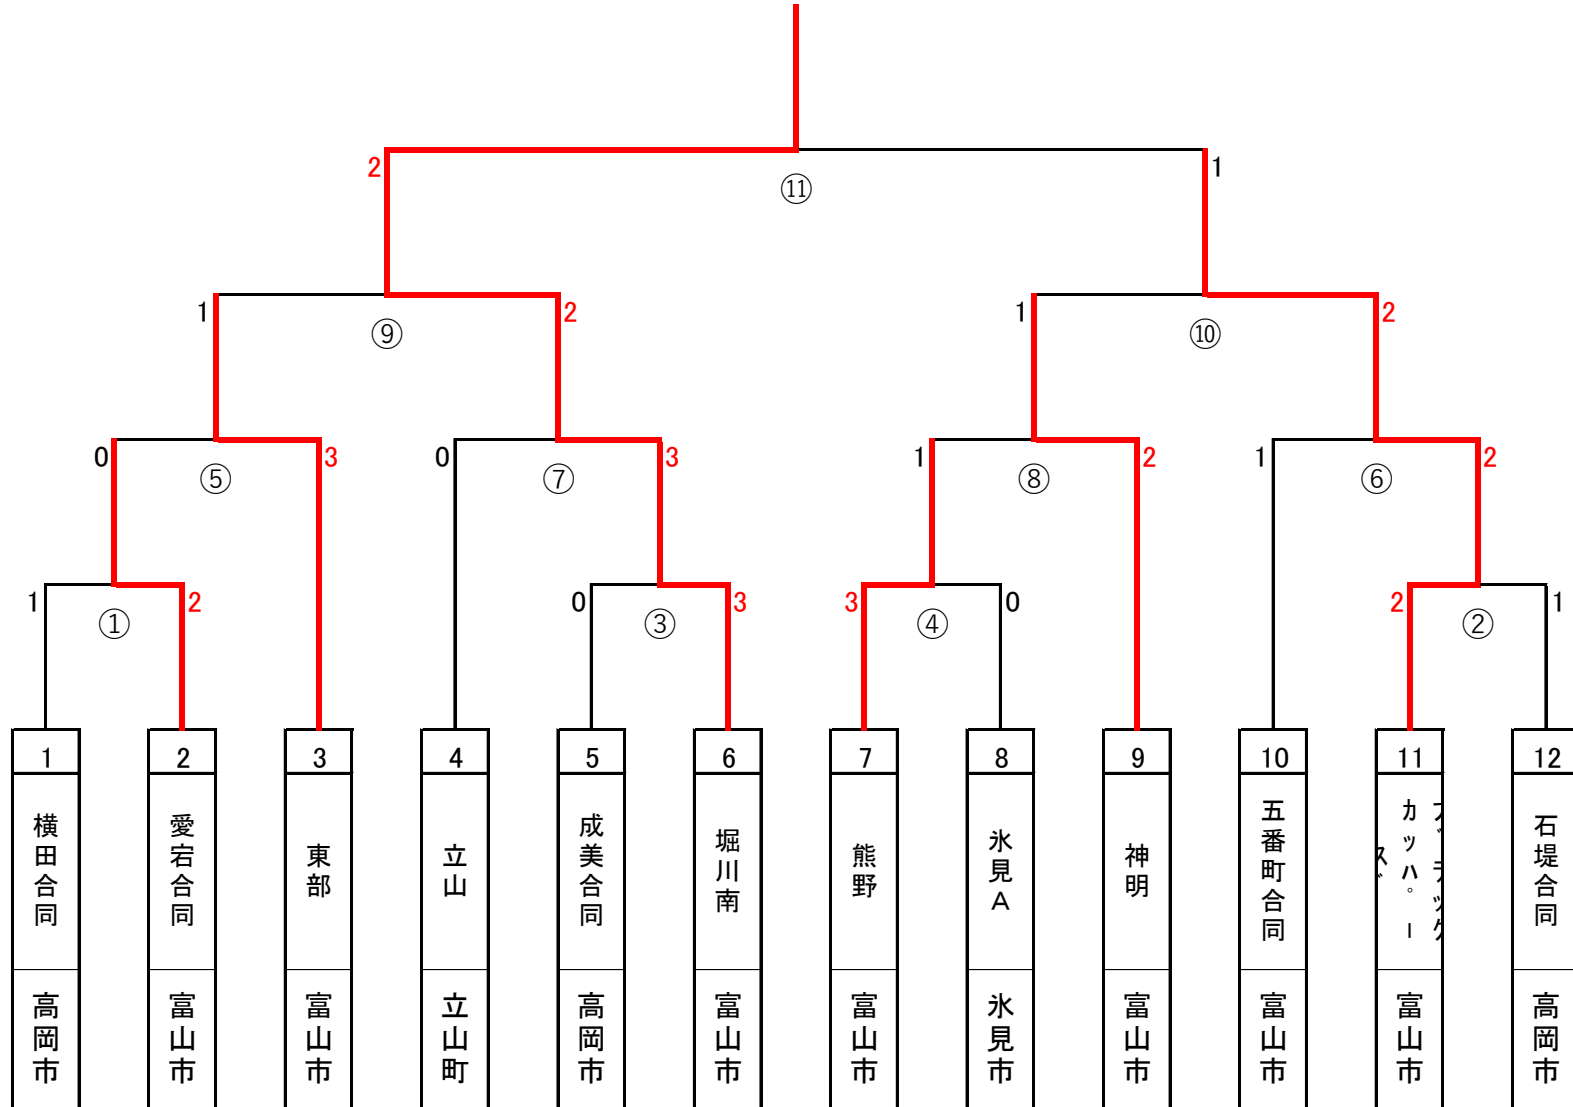 2 1
⑪
1 2 1 2
⑨ ⑩
0 3 0 3 1 2 1 2
⑤ ⑦ ⑧ ⑥
1 2 0 3 3 0 2 1
① ③ ④ ②
1 2 3 4 5 6 7 8 9 10 11 12
横田合同
愛宕合同
東部
立山
成美合同
堀川南
熊野
氷見A
神明
五番町合同
カッパー
石堤合同
高岡市
富山市
富山市
立山町
高岡市
富山市
富山市
氷見市
富山市
富山市
富山市
高岡市